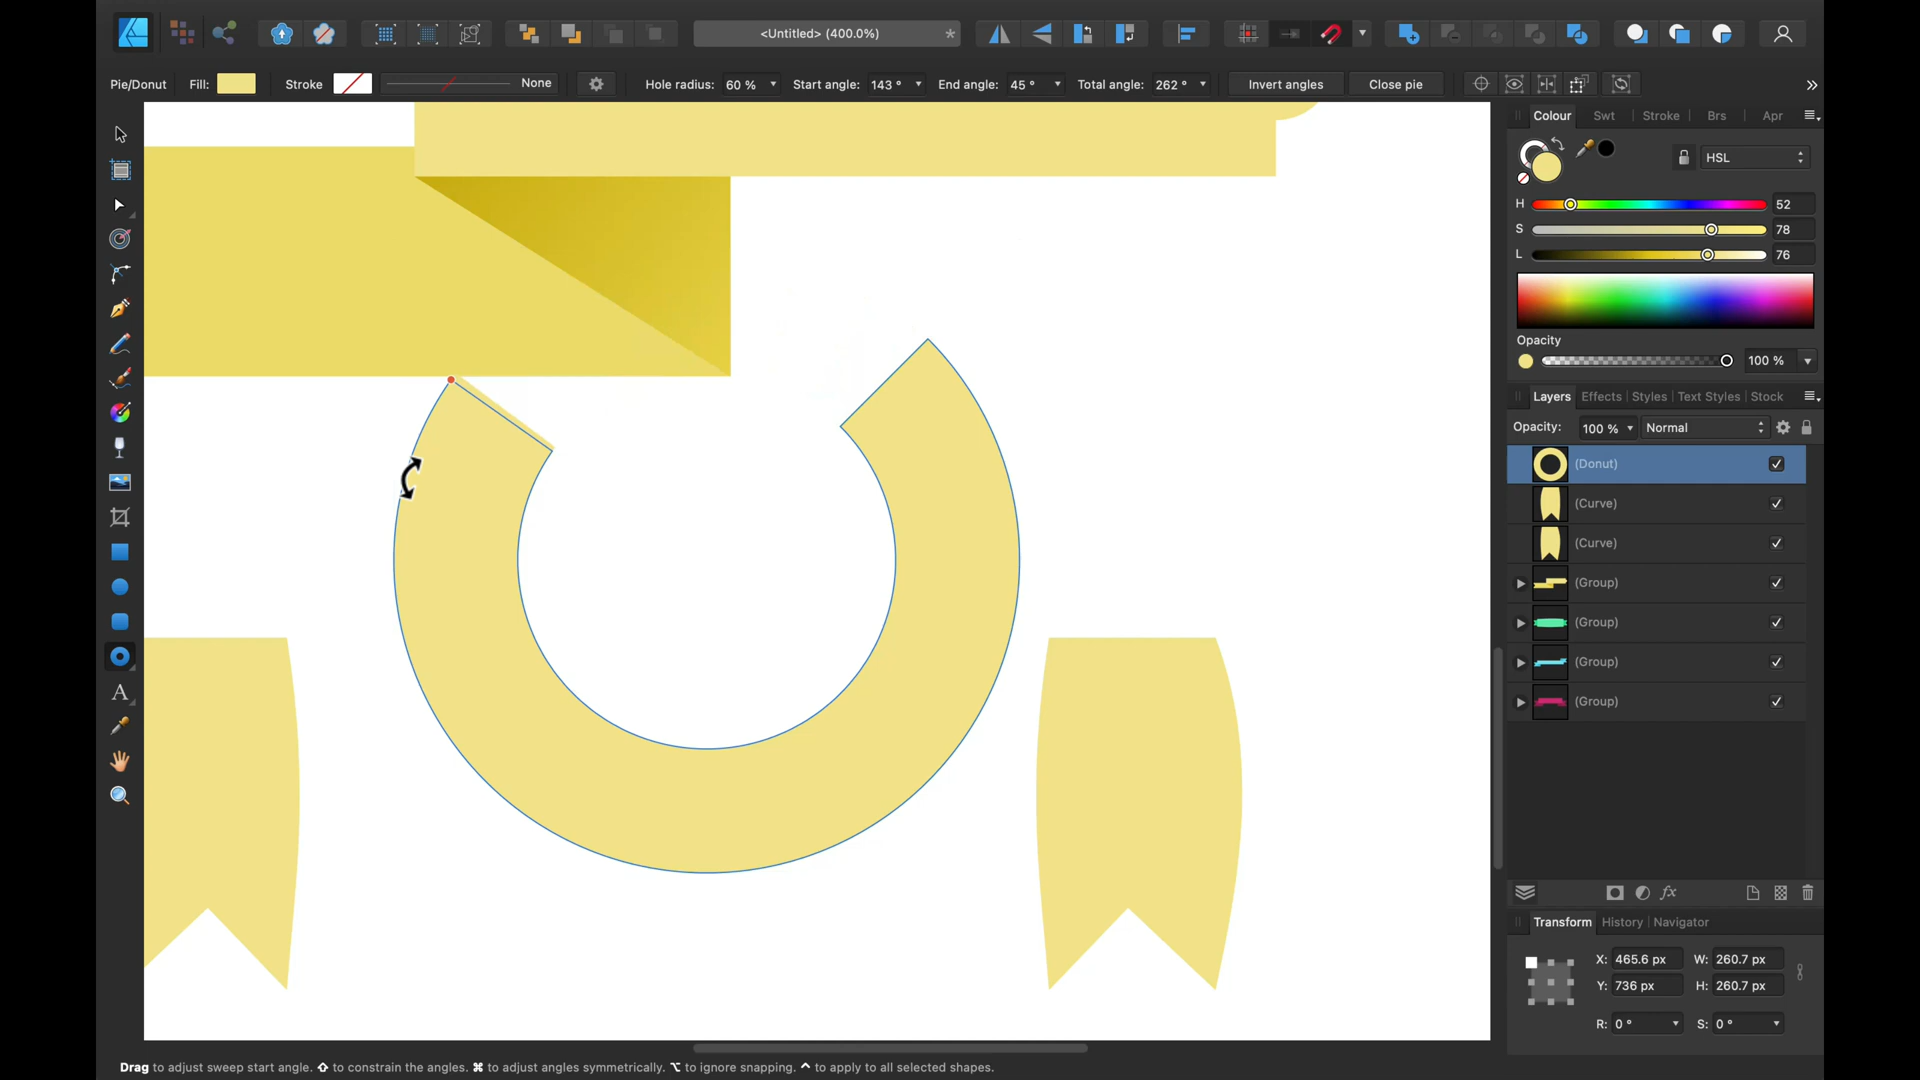 <Untitled> (400.0%)
*
Pie/Donut Fill: Stroke None Hole radius: 60 % Start angle: 143 ° End angle: 45 ° Total angle: 262 ° Invert angles Close pie
Colour Swt Stroke Brs Apr
HSL
H 52
S 78
L 76
Opacity
100 %
Layers Effects Styles Text Styles Stock
Opacity: 100 % Normal
(Donut)
(Curve)
(Curve)
(Group)
(Group)
(Group)
(Group)
A
fx
Transform History Navigator
X: 465.6 px W: 260.7 px
Y: 736 px H: 260.7 px
R: 0 ° S: 0 °
Drag to adjust sweep start angle. ⇧ to constrain the angles. ⌘ to adjust angles symmetrically. ⌥ to ignore snapping. ^ to apply to all selected shapes.